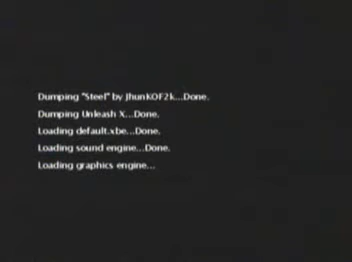 Dumping "Steel" by JhunKOF2k...Done.
Dumping Unleash X...Done.
Loading default.xbe...Done.
Loading sound engine...Done.
Loading graphics engine...